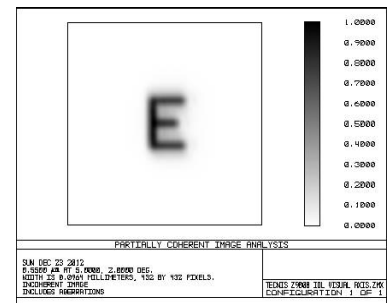 1.0000
0.9000
0.8000
0.7000
0.6000
0.5000
0.4000
0.3000
0.2000
0.1000
0.0000
E
PARTIALLY COHERENT IMAGE ANALYSIS
SUN DEC 23 2012
0.5500 µm AT 5.0000, 2.0000 DEG.
WIDTH IS 0.0964 MILLIMETERS, 432 BY 432 PIXELS.
INCOHERENT IMAGE
INCLUDES ABERRATIONS
TECNIS Z9000 IOL VISUAL AXIS.ZMX
CONFIGURATION 1 OF 1